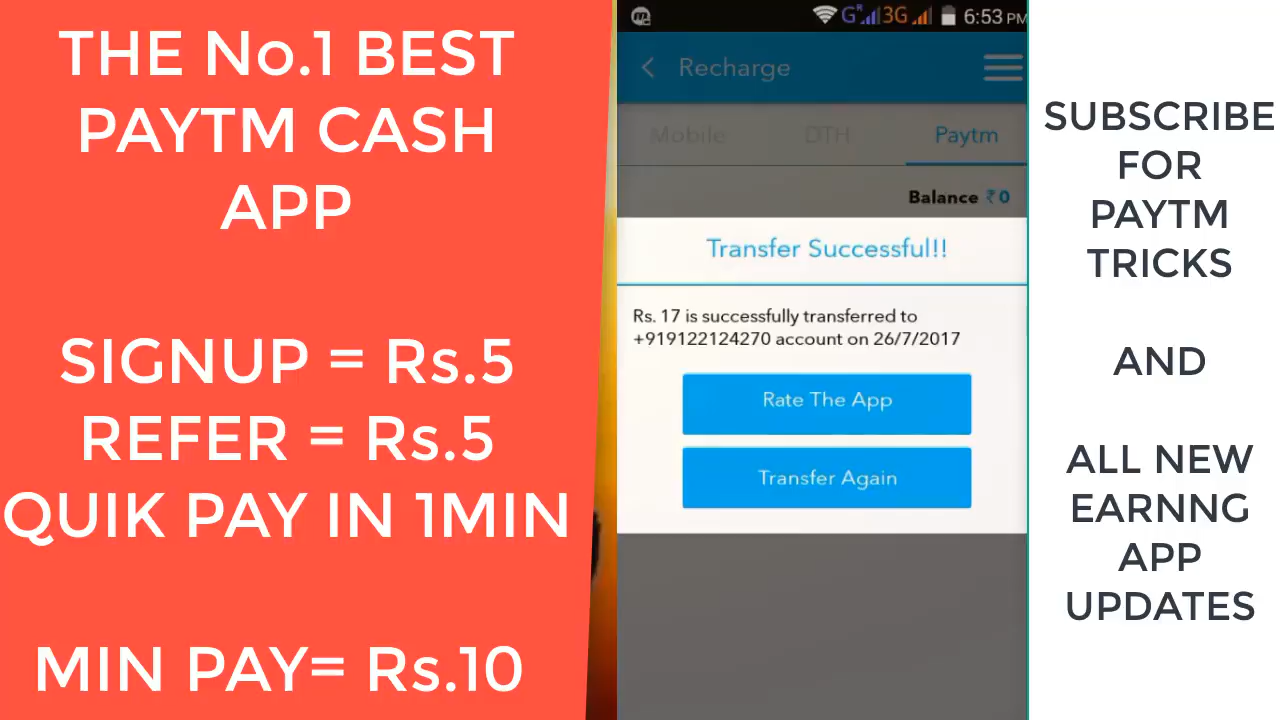 THE No.1 BEST
PAYTM CASH
APP
SIGNUP = Rs.5
REFER = Rs.5
QUIK PAY IN 1MIN
MIN PAY= Rs.10
G R 3G 6:53 PM
Recharge
Mobile DTH Paytm
Balance ₹ 0
Transfer Successful!!
Rs. 17 is successfully transferred to
+919122124270 account on 26/7/2017
Rate The App
Transfer Again
SUBSCRIBE
FOR
PAYTM
TRICKS
AND
ALL NEW
EARNNG
APP
UPDATES